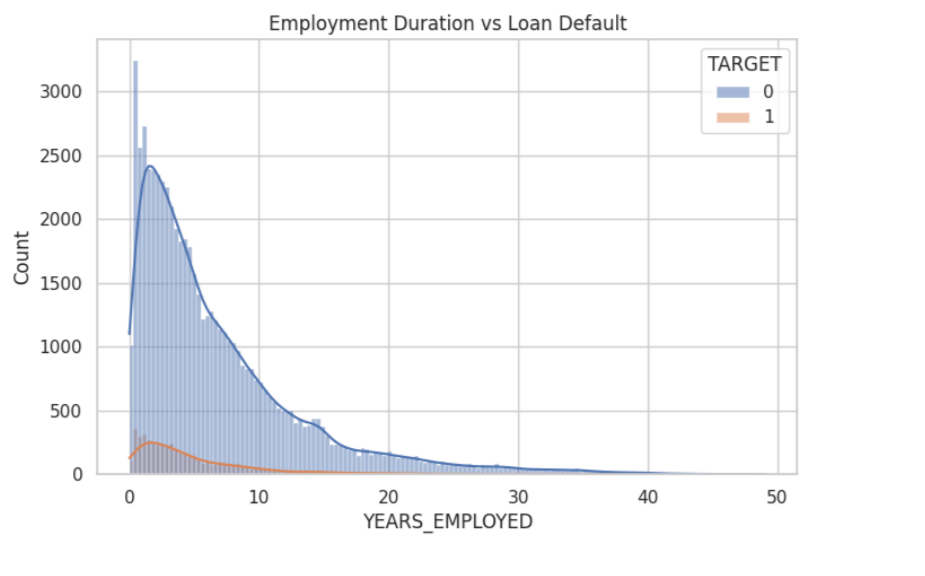 Employment Duration vs Loan Default
TARGET
0
1
3000
2500
2000
1500
1000
500
0
Count
0 10 20 30 40 50
YEARS_EMPLOYED